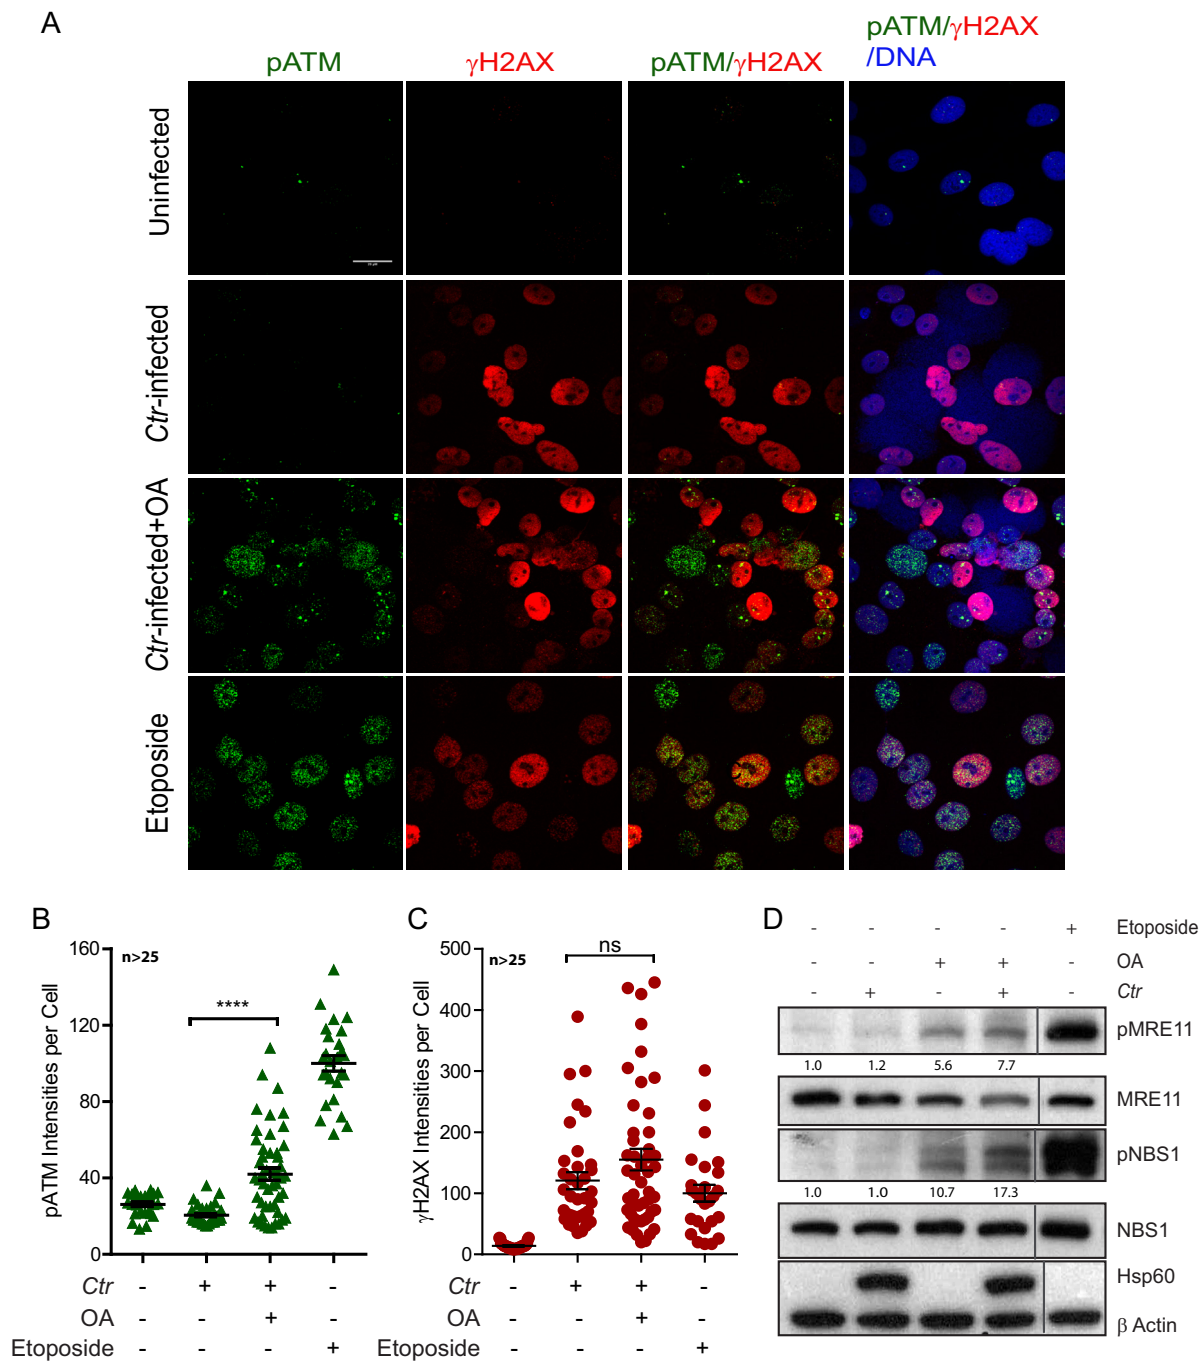 A
pATM
γH2AX
pATM/γH2AX
pATM/γH2AX
/DNA
Uninfected
Ctr-infected
Ctr-infected+OA
Etoposide
B
n>25
****
pATM Intensities per Cell
160
120
80
40
0
Ctr - + + -
OA - - + -
Etoposide - - - +
C
n>25
ns
γH2AX Intensities per Cell
500
400
300
200
100
0
- + + -
- - + -
- - - +
D
- - - - + Etoposide
- - + + - OA
- + - + - Ctr
pMRE11
1.0 1.2 5.6 7.7
MRE11
pNBS1
1.0 1.0 10.7 17.3
NBS1
Hsp60
β Actin